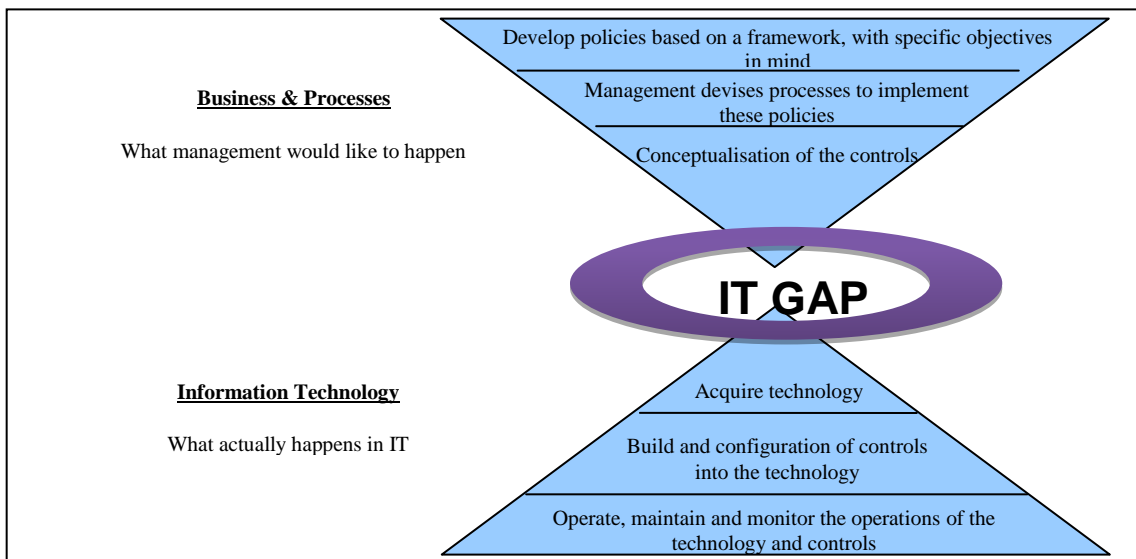 Develop policies based on a framework, with specific objectives
in mind
Business & Processes
Management devises processes to implement
these policies
What management would like to happen
Conceptualisation of the controls
IT GAP
Information Technology
Acquire technology
What actually happens in IT
Build and configuration of controls
into the technology
Operate, maintain and monitor the operations of the
technology and controls